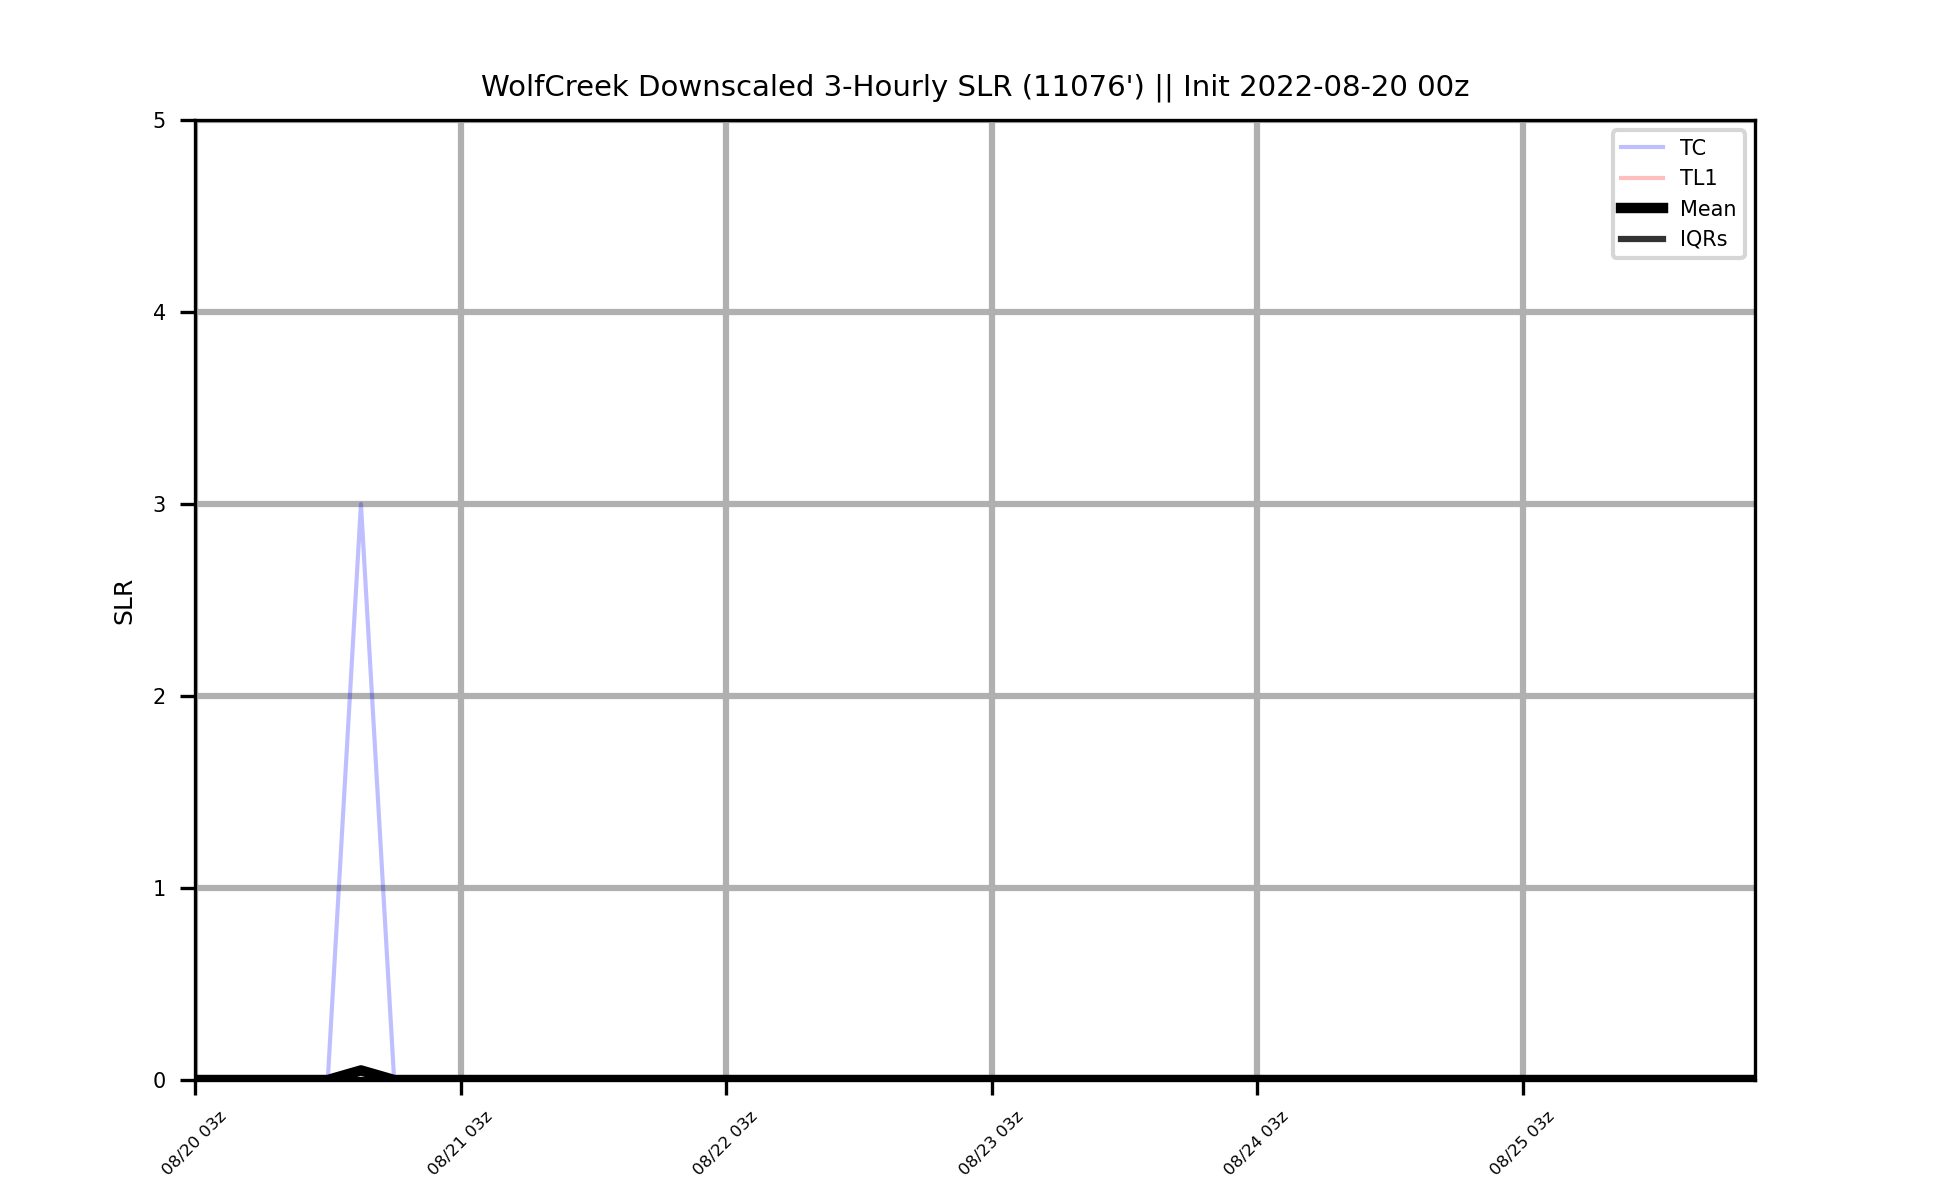 WolfCreek Downscaled 3-Hourly SLR (11076') || Init 2022-08-20 00z
5
4
3
2
1
0
SLR
TC
TL1
Mean
IQRs
08/20 03z
08/21 03z
08/22 03z
08/23 03z
08/24 03z
08/25 03z